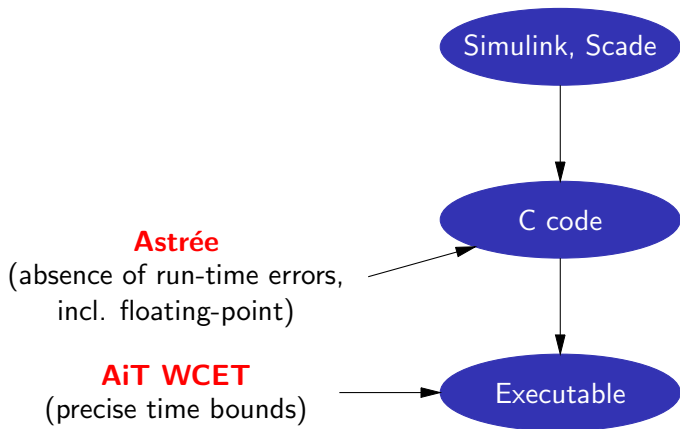 Simulink, Scade
C code
Astrée
(absence of run-time errors,
incl. floating-point)
AiT WCET
(precise time bounds)
Executable